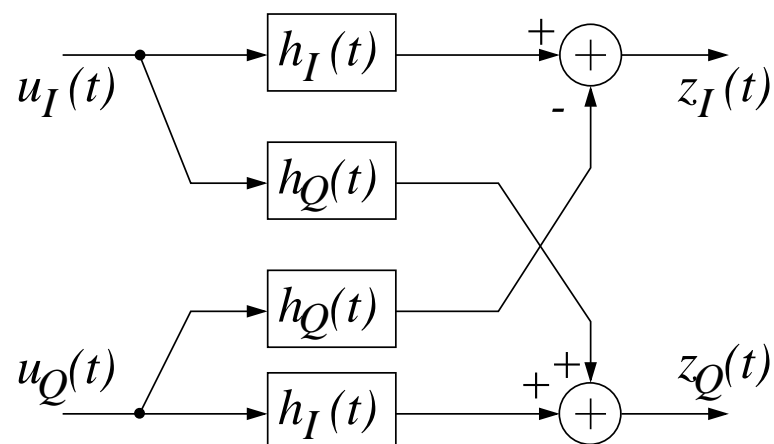 h_I(t)
+
+
u_I(t)
z_I(t)
-
h_Q(t)
h_Q(t)
u_Q(t)
z_Q(t)
+
+
h_I(t)
+